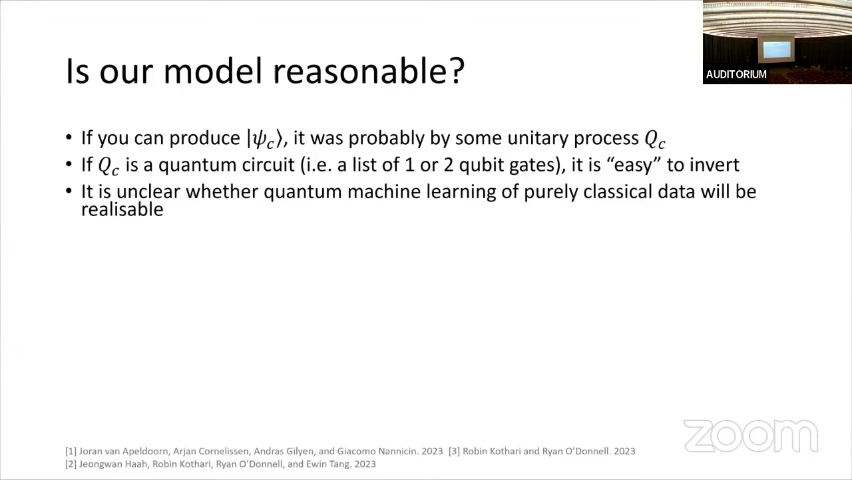 AUDITORIUM
Is our model reasonable?
• If you can produce |ψ_c⟩, it was probably by some unitary process Q_c
• If Q_c is a quantum circuit (i.e. a list of 1 or 2 qubit gates), it is “easy” to invert
• It is unclear whether quantum machine learning of purely classical data will be
realisable
[1] Joran van Apeldoorn, Arjan Cornelissen, Andras Gilyen, and Giacomo Nannicin. 2023 [3] Robin Kothari and Ryan O’Donnell. 2023
[2] Jeongwan Haah, Robin Kothari, Ryan O’Donnell, and Ewin Tang. 2023
zoom